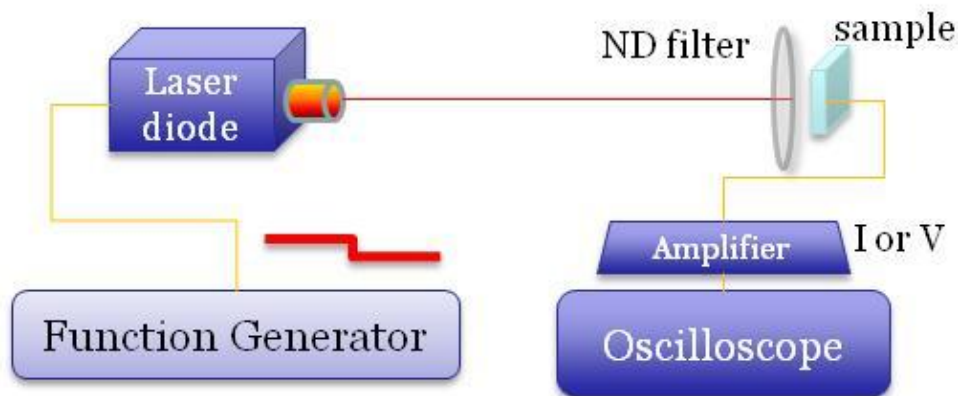 sample
ND filter
Laser
diode
I or V
Amplifier
Function Generator
Oscilloscope